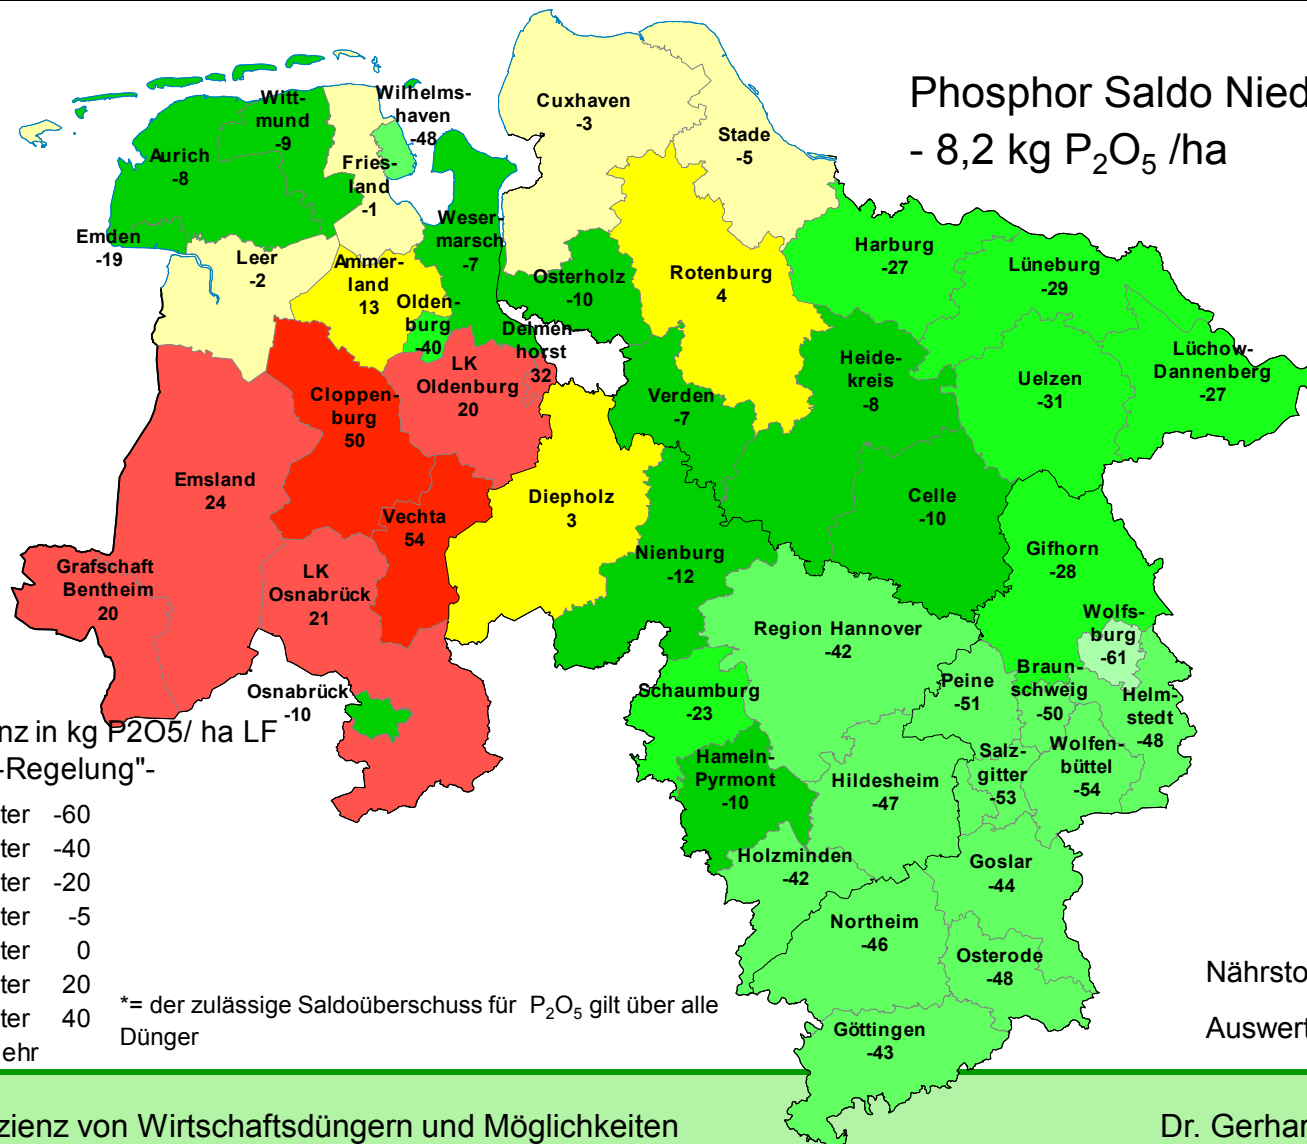 Phosphor Saldo Nied
- 8,2 kg P₂O₅ /ha
Wilhelms-
haven
-48
Witt-
mund
-9
Cuxhaven
-3
Stade
-5
Aurich
-8
Fries-
land
-1
Emden
-19
Leer
-2
Weser-
marsch
-7
Ammer-
land
13
Olden-
burg
-40
Osterholz
-10
Rotenburg
4
Harburg
-27
Lüneburg
-29
Delmen
horst
32
LK
Oldenburg
20
Cloppen-
burg
50
Verden
-7
Heide-
kreis
-8
Uelzen
-31
Lüchow-
Dannenberg
-27
Emsland
24
Vechta
54
Diepholz
3
Celle
-10
Nienburg
-12
Gifhorn
-28
Grafschaft
Bentheim
20
LK
Osnabrück
21
Region Hannover
-42
Wolfs-
burg
-61
Peine
-51
Braun-
schweig
-50
Helm-
stedt
-48
Osnabrück
-10
Schaumburg
-23
Hameln-
Pyrmont
-10
Hildesheim
-47
Salz-
gitter
-53
Wolfen-
büttel
-54
Holzminden
-42
Goslar
-44
Northeim
-46
Osterode
-48
Göttingen
-43
nz in kg P2O5/ ha LF
-Regelung"-
ter -60
ter -40
ter -20
ter -5
ter 0
ter 20
ter 40
ehr
*= der zulässige Saldoüberschuss für P₂O₅ gilt über alle
Dünger
Nährsto
Auswert
zienz von Wirtschaftsdüngern und Möglichkeiten
Dr. Gerhar